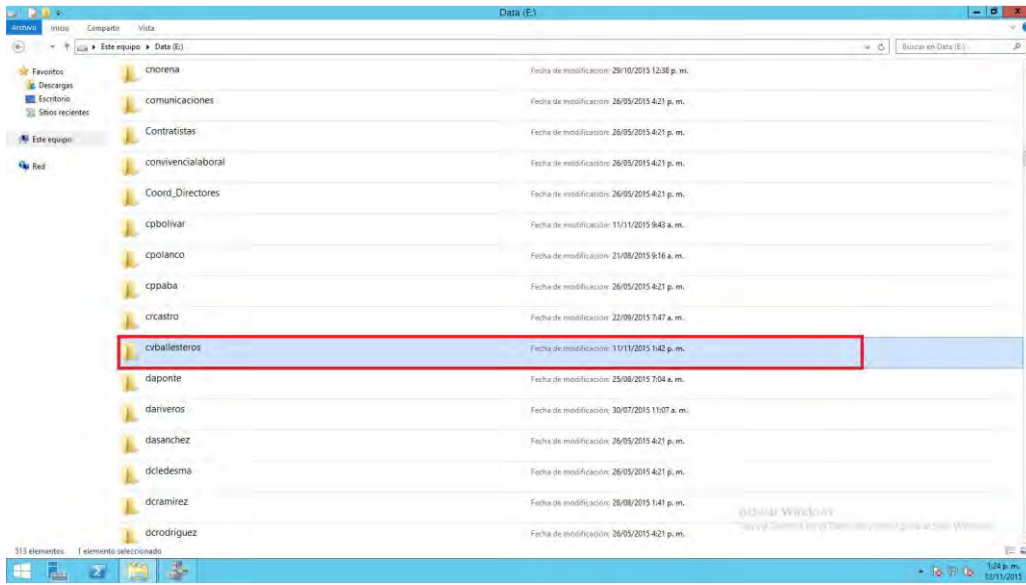 Data (E:)
Archivo Inicio Compartir Vista
Este equipo Data (E:)
Buscar en Data (E:)
Favoritos
Descargas
Escritorio
Sitios recientes
Este equipo
Red
cnorena Fecha de modificación: 29/10/2015 12:38 p. m.
comunicaciones Fecha de modificación: 26/05/2015 4:21 p. m.
Contratistas Fecha de modificación: 26/05/2015 4:21 p. m.
convivencialaboral Fecha de modificación: 26/05/2015 4:21 p. m.
Coord_Directores Fecha de modificación: 26/05/2015 4:21 p. m.
cpbolivar Fecha de modificación: 11/11/2015 9:43 a. m.
cpolanco Fecha de modificación: 21/08/2015 9:16 a. m.
cppaba Fecha de modificación: 26/05/2015 4:21 p. m.
crcastro Fecha de modificación: 22/09/2015 7:47 a. m.
cvballesteros Fecha de modificación: 11/11/2015 1:42 p. m.
daponte Fecha de modificación: 25/08/2015 7:04 a. m.
dariveros Fecha de modificación: 30/07/2015 11:07 a. m.
dasanchez Fecha de modificación: 26/05/2015 4:21 p. m.
dcledesma Fecha de modificación: 26/05/2015 4:21 p. m.
dcramirez Fecha de modificación: 28/08/2015 1:41 p. m.
dcrodriguez Fecha de modificación: 26/05/2015 4:21 p. m.
Activar Windows
513 elementos 1 elemento seleccionado
1:24 p. m.
12/11/2015